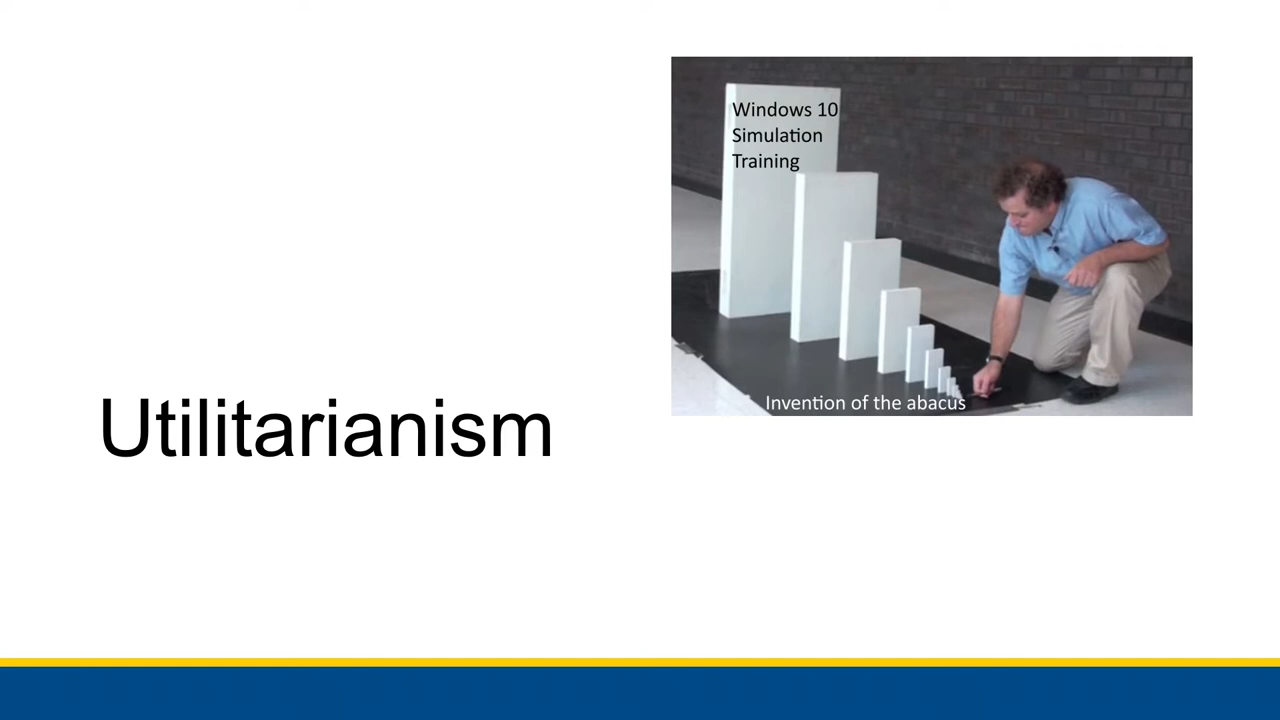 Windows 10
Simulation
Training
Invention of the abacus
Utilitarianism